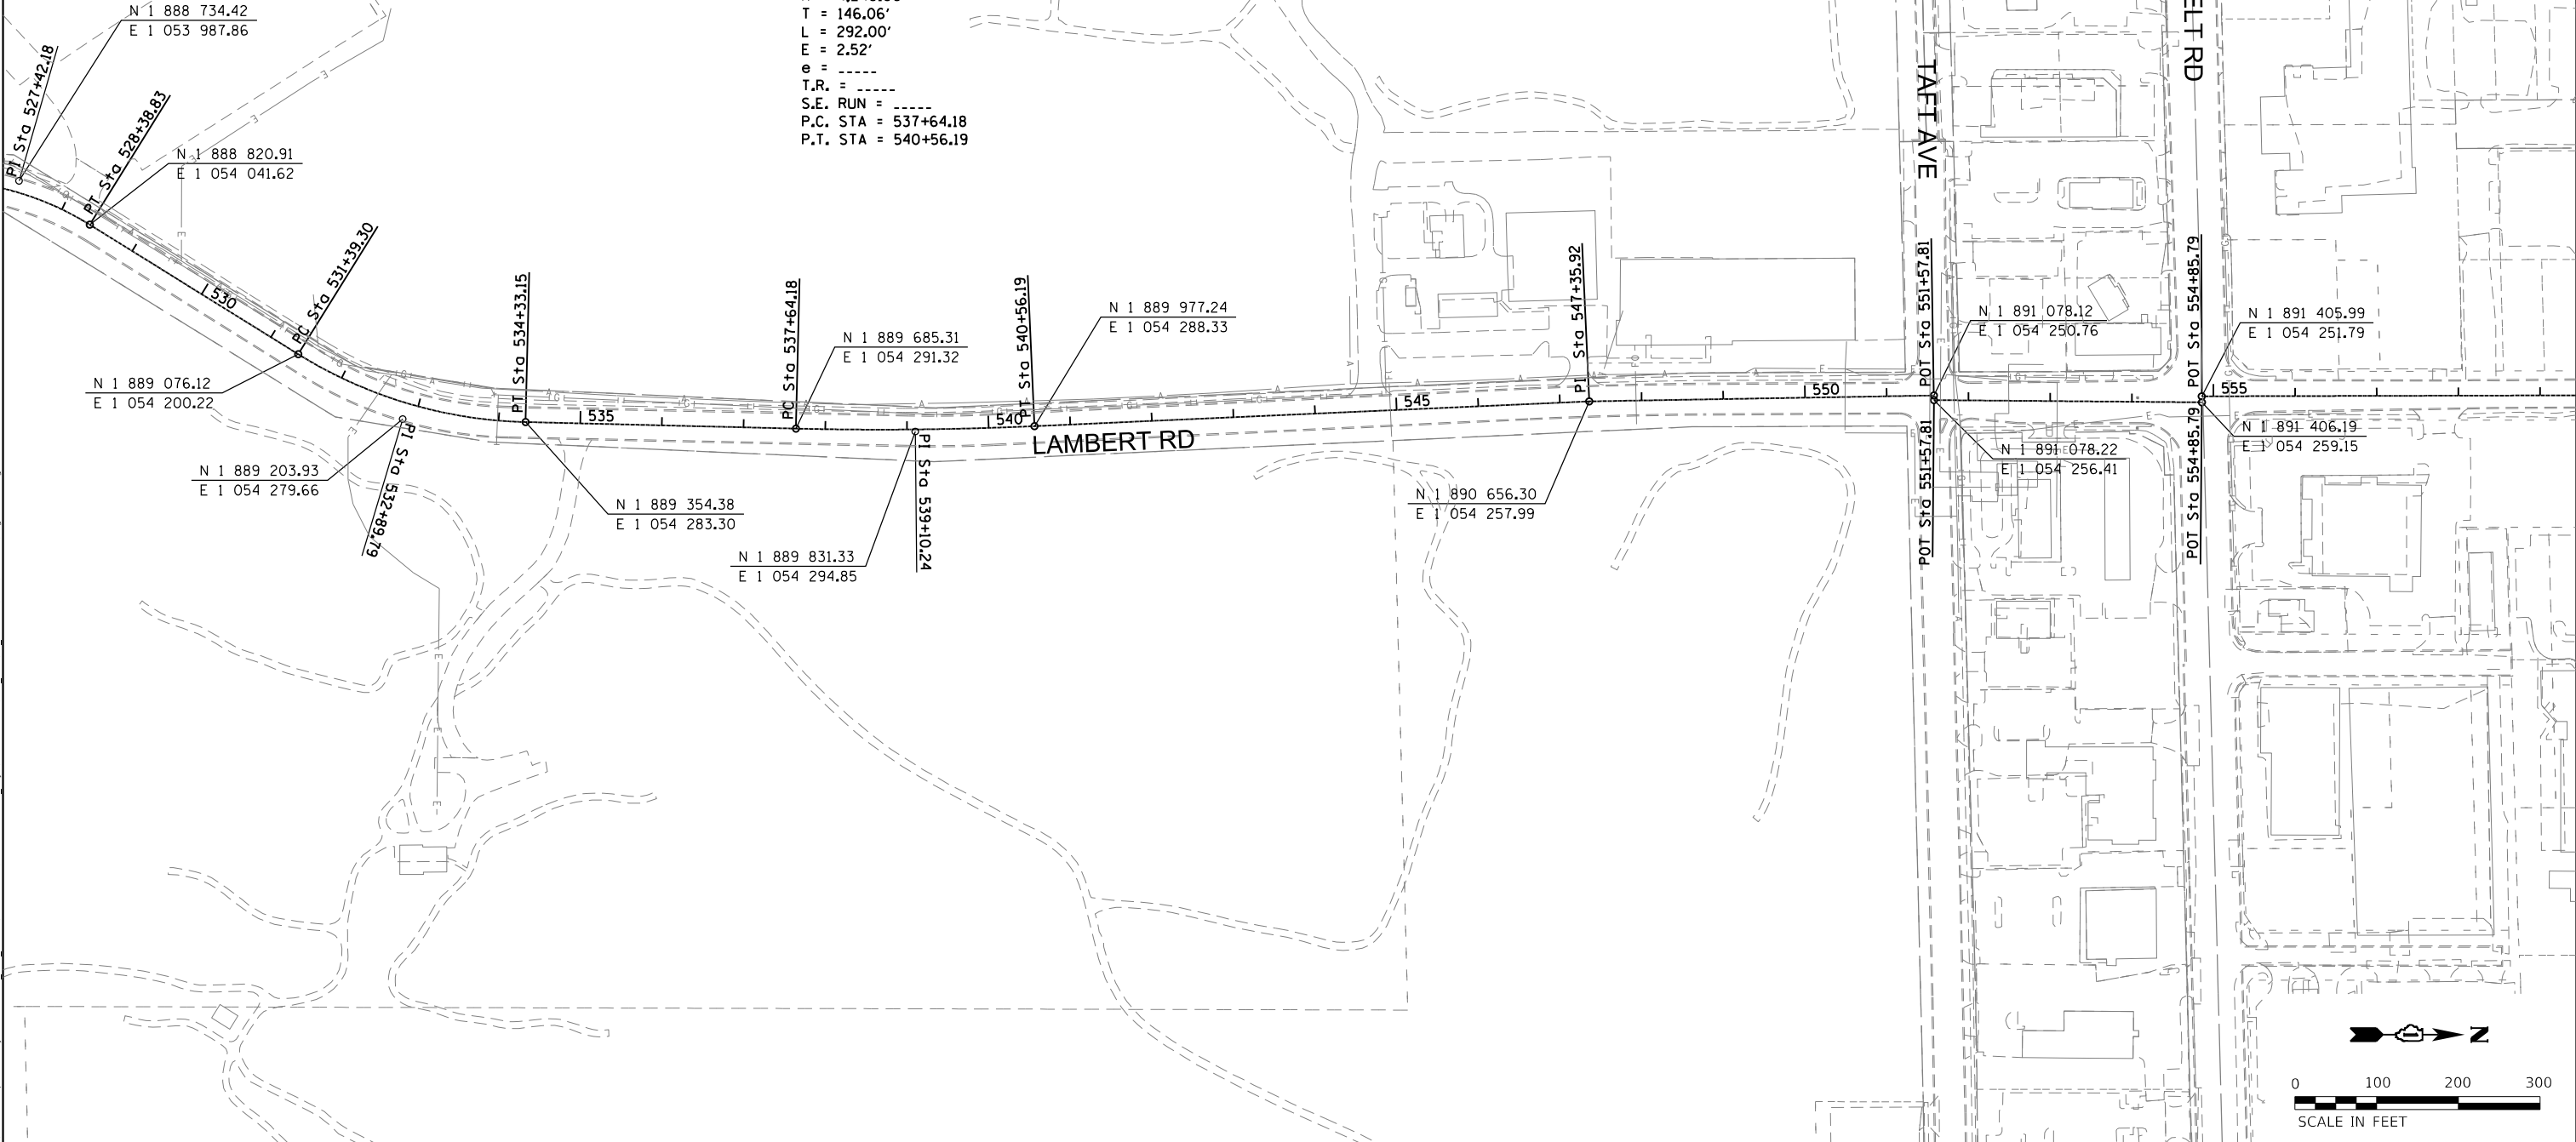 N 1 888 734.42
E 1 053 987.86
PI Sta 527+42.18
PT Sta 528+38.83
N 1 888 820.91
E 1 054 041.62
T = 146.06'
L = 292.00'
E = 2.52'
e = -----
T.R. = -----
S.E. RUN = -----
P.C. STA = 537+64.18
P.T. STA = 540+56.19
TAFT AVE
ELT RD
530
PC Sta 531+39.30
N 1 889 076.12
E 1 054 200.22
N 1 889 203.93
E 1 054 279.66
PI Sta 532+89.79
PT Sta 534+33.15
535
N 1 889 354.38
E 1 054 283.30
PC Sta 537+64.18
N 1 889 685.31
E 1 054 291.32
N 1 889 831.33
E 1 054 294.85
PI Sta 539+10.24
540
PT Sta 540+56.19
N 1 889 977.24
E 1 054 288.33
LAMBERT RD
545
PI Sta 547+35.92
N 1 890 656.30
E 1 054 257.99
550
POT Sta 551+57.81
N 1 891 078.12
E 1 054 250.76
POT Sta 551+57.81
N 1 891 078.22
E 1 054 256.41
POT Sta 554+85.79
N 1 891 405.99
E 1 054 251.79
555
POT Sta 554+85.79
N 1 891 406.19
E 1 054 259.15
N
0 100 200 300
SCALE IN FEET